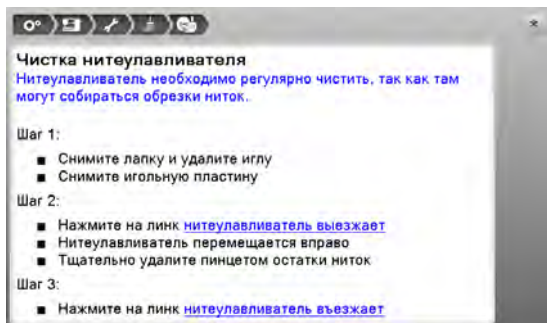 Чистка нитеулавливателя
Нитеулавливатель необходимо регулярно чистить, так как там
могут собираться обрезки ниток.
Шаг 1:
Снимите лапку и удалите иглу
Снимите игольную пластину
Шаг 2:
Нажмите на линк нитеулавливатель выезжает
Нитеулавливатель перемещается вправо
Тщательно удалите пинцетом остатки ниток
Шаг 3:
Нажмите на линк нитеулавливатель въезжает